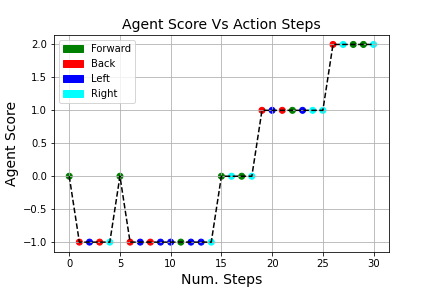 Agent Score Vs Action Steps
Agent Score
2.0
1.5
1.0
0.5
0.0
−0.5
−1.0
Forward
Back
Left
Right
0 5 10 15 20 25 30
Num. Steps